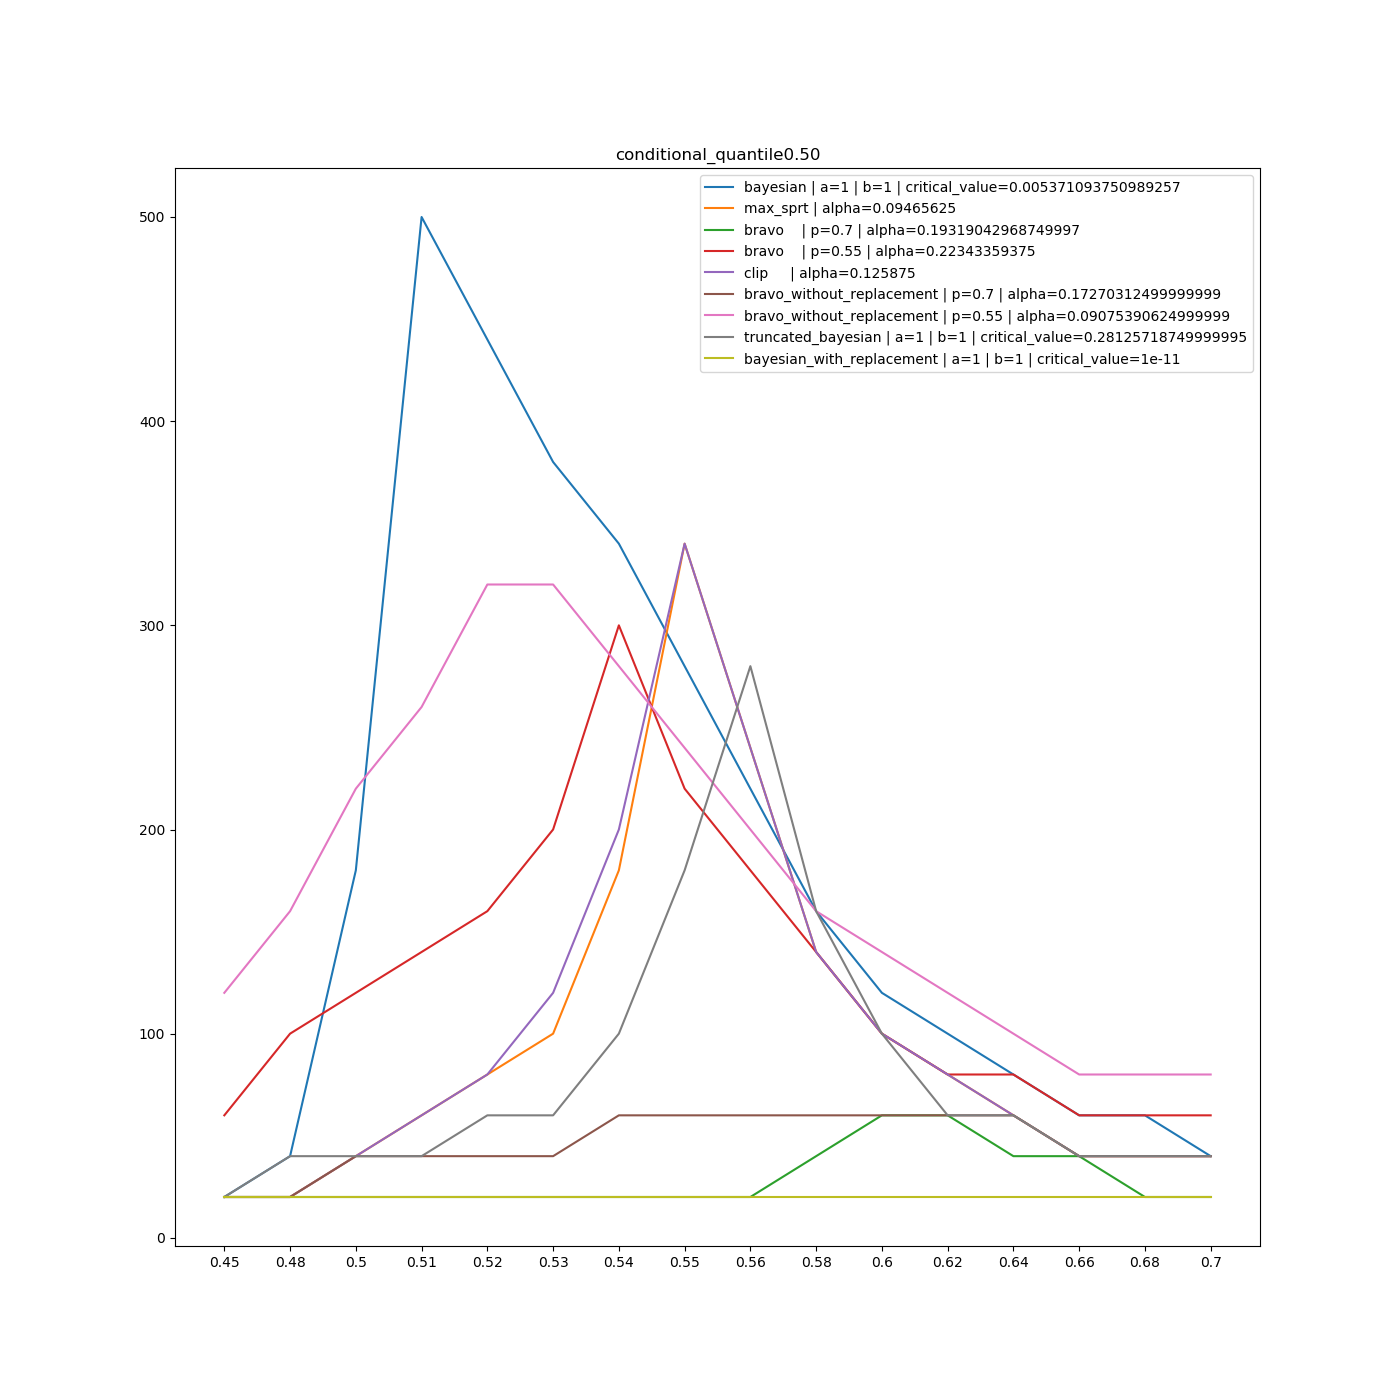 conditional_quantile0.50
bayesian | a=1 | b=1 | critical_value=0.005371093750989257
max_sprt | alpha=0.09465625
bravo    | p=0.7 | alpha=0.19319042968749997
bravo    | p=0.55 | alpha=0.22343359375
clip     | alpha=0.125875
bravo_without_replacement | p=0.7 | alpha=0.17270312499999999
bravo_without_replacement | p=0.55 | alpha=0.09075390624999999
truncated_bayesian | a=1 | b=1 | critical_value=0.28125718749999995
bayesian_with_replacement | a=1 | b=1 | critical_value=1e-11
500
400
300
200
100
0
0.45 0.48 0.5 0.51 0.52 0.53 0.54 0.55 0.56 0.58 0.6 0.62 0.64 0.66 0.68 0.7